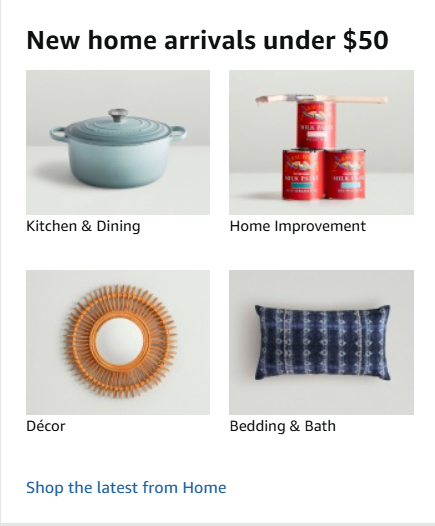 New home arrivals under $50
MILK PAINT
MILK PAINT
MILK PAINT
Kitchen & Dining
Home Improvement
Décor
Bedding & Bath
Shop the latest from Home